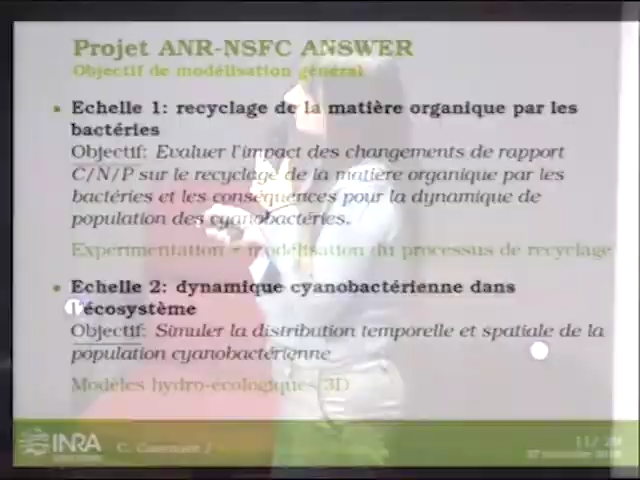 Projet ANR-NSFC ANSWER
Objectif de modélisation général
• Echelle 1: recyclage de la matière organique par les
bactéries
Objectif: Evaluer l'impact des changements de rapport
C/N/P sur le recyclage de la matière organique par les
bactéries et les conséquences pour la dynamique de
population des cyanobactéries.
Experimentation + modélisation du processus de recyclage
• Echelle 2: dynamique cyanobactérienne dans
l'écosystème
Objectif: Simuler la distribution temporelle et spatiale de la
population cyanobactérienne
Modèles hydro-écologiques 3D
INRA
C.
11/